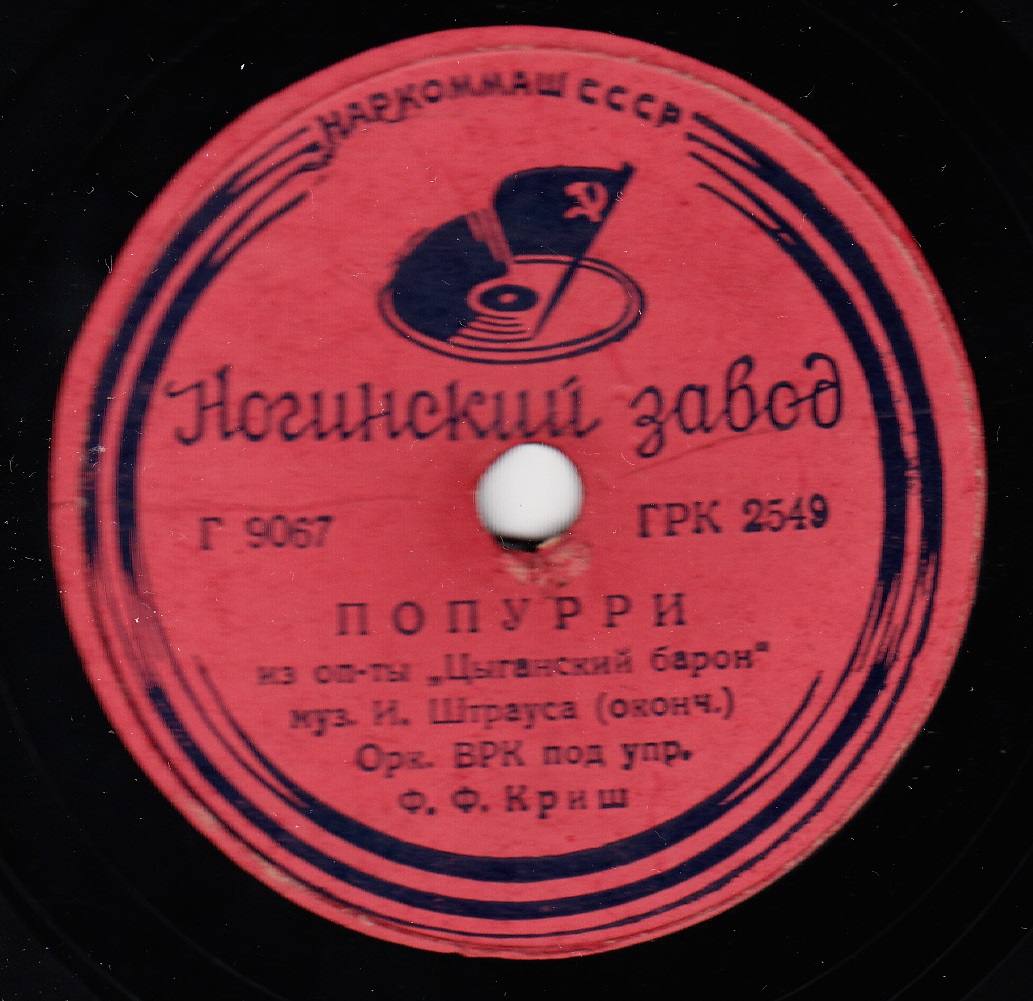 НАРКОММАШ СССР
Ногинский завод
Г 9067 ГРК 2549
ПОПУРРИ
из оп-ты „Цыганский барон"
муз. И. Штрауса (оконч.)
Орк. ВРК под упр.
Ф. Ф. Криш